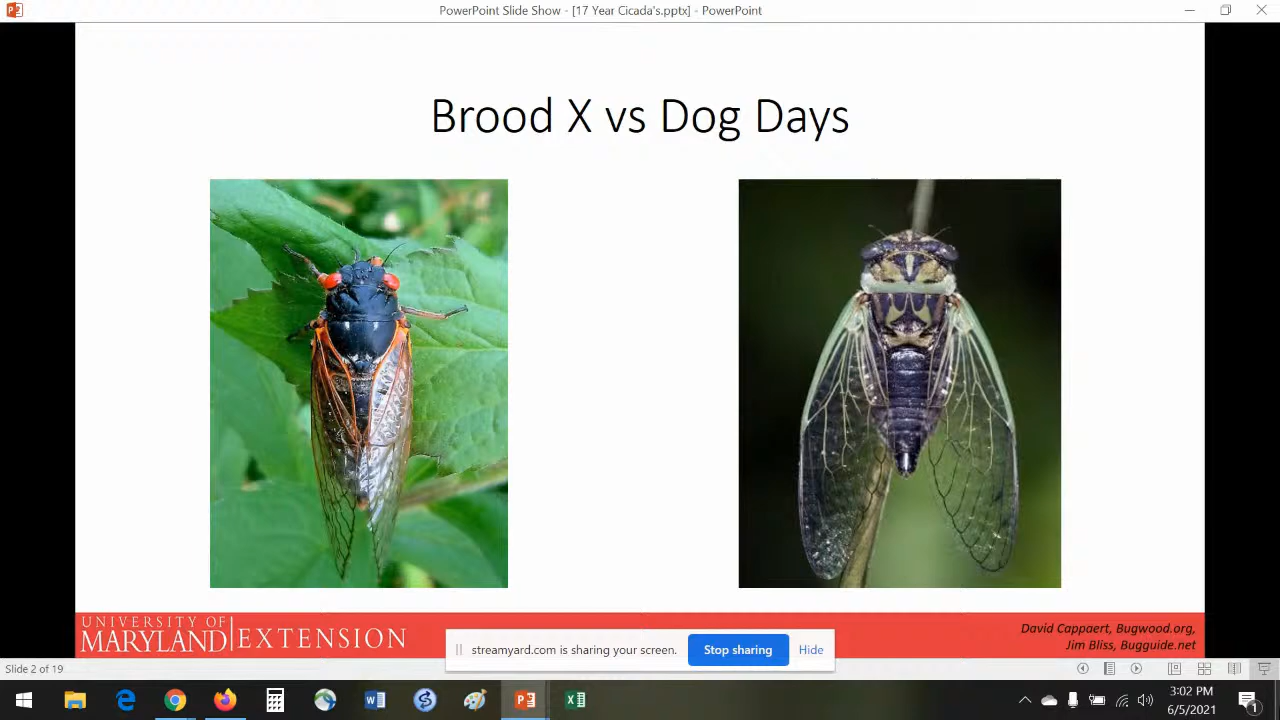 PowerPoint Slide Show - [17 Year Cicada's.pptx] - PowerPoint
Brood X vs Dog Days
UNIVERSITY OF
MARYLAND
EXTENSION
David Cappaert, Bugwood.org,
Jim Bliss, Bugguide.net
streamyard.com is sharing your screen.
Stop sharing
Hide
Slide 2 of 19
3:02 PM
6/5/2021
1